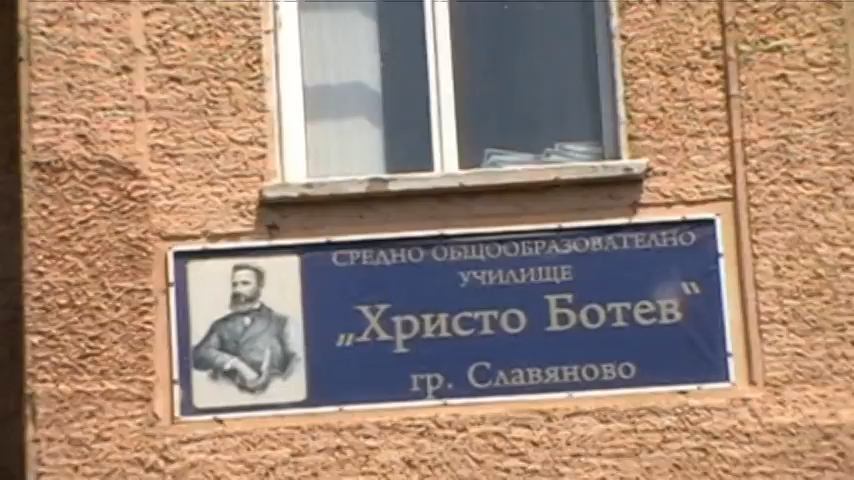 СРЕДНО ОБЩООБРАЗОВАТЕЛНО
УЧИЛИЩЕ
„Христо Ботев“
гр. Славяново